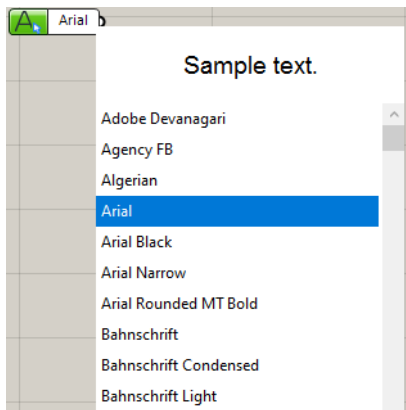 Arial
Sample text.
Adobe Devanagari
Agency FB
Algerian
Arial
Arial Black
Arial Narrow
Arial Rounded MT Bold
Bahnschrift
Bahnschrift Condensed
Bahnschrift Light